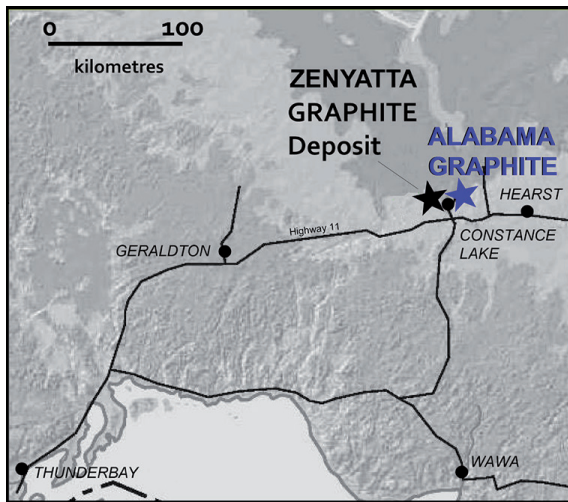 0 100
kilometres
ZENYATTA
GRAPHITE
Deposit
ALABAMA
GRAPHITE
HEARST
CONSTANCE
LAKE
Highway 11
GERALDTON
THUNDERBAY
WAWA